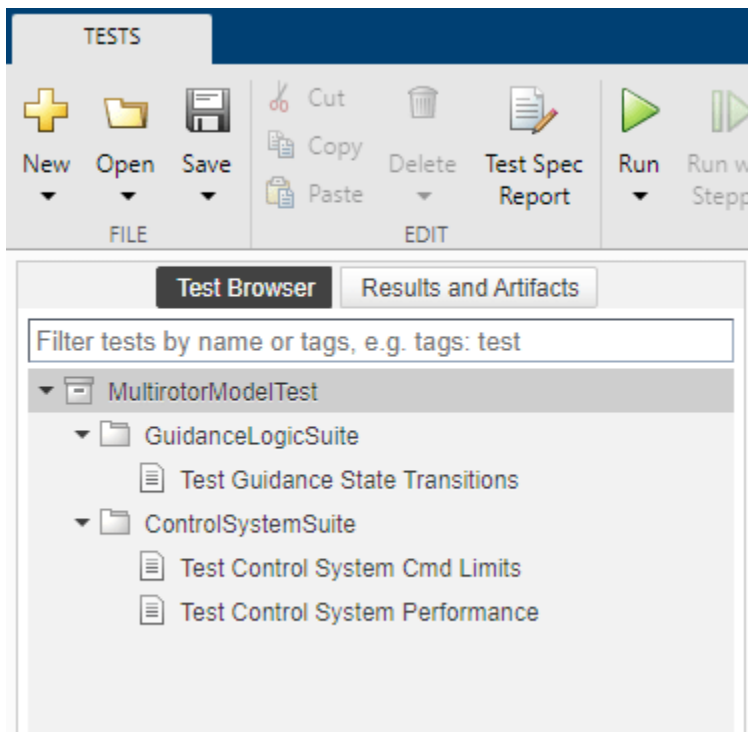 TESTS
New
Open
Save
Cut
Copy
Paste
Delete
Test Spec
Report
Run
Run w
Stepp
FILE
EDIT
Test Browser
Results and Artifacts
Filter tests by name or tags, e.g. tags: test
MultirotorModelTest
GuidanceLogicSuite
Test Guidance State Transitions
ControlSystemSuite
Test Control System Cmd Limits
Test Control System Performance